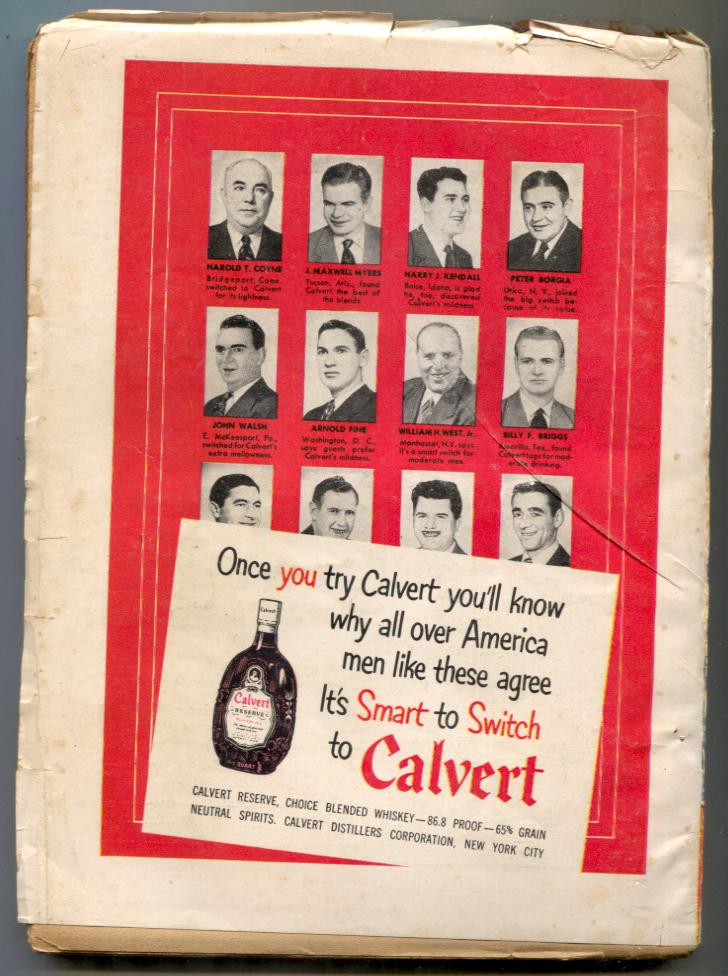 HAROLD T. COYNE
Bridgeport, Conn.
switched to Calvert
for its lightness.
J. MAXWELL MYERS
Tucson, Ariz., found
Calvert, the best of
the blends.
HARRY J. KENDALL
Boise, Idaho, is glad
he, too, discovered
Calvert's mildness.
PETER BORGIA
Utica, N. Y., joined
the big switch be-
cause of its value.
JOHN WALSH
E. McKeesport, Pa.,
switched for Calvert's
extra mellowness.
ARNOLD FINE
Washington, D. C.,
says guests prefer
Calvert's mildness.
WILLIAM H. WEST, Jr.
Manhasset, N.Y. says
it's a smart switch for
moderate men.
BILLY F. BRIGGS
Amarillo, Tex., found
Calvert tops for mod-
erate drinking.
Once you try Calvert you'll know
why all over America
men like these agree
It's Smart to Switch
to Calvert
Calvert
Calvert
RESERVE
QUART
CALVERT RESERVE, CHOICE BLENDED WHISKEY—86.8 PROOF—65% GRAIN
NEUTRAL SPIRITS. CALVERT DISTILLERS CORPORATION, NEW YORK CITY